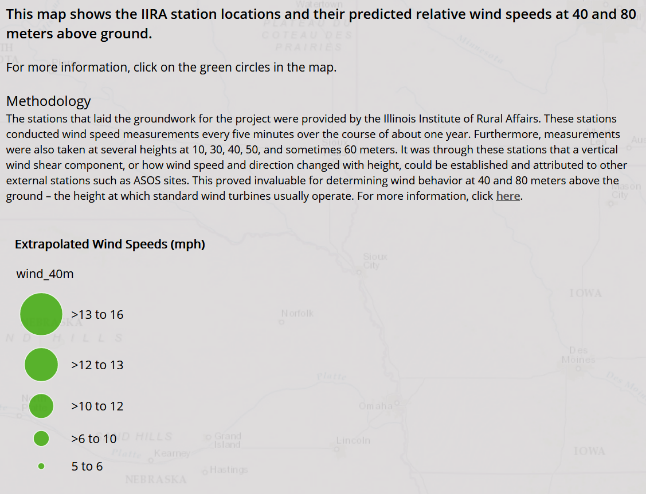 This map shows the IIRA station locations and their predicted relative wind speeds at 40 and 80
meters above ground.
For more information, click on the green circles in the map.
Methodology
The stations that laid the groundwork for the project were provided by the Illinois Institute of Rural Affairs. These stations
conducted wind speed measurements every five minutes over the course of about one year. Furthermore, measurements
were also taken at several heights at 10, 30, 40, 50, and sometimes 60 meters. It was through these stations that a vertical
wind shear component, or how wind speed and direction changed with height, could be established and attributed to other
external stations such as ASOS sites. This proved invaluable for determining wind behavior at 40 and 80 meters above the
ground – the height at which standard wind turbines usually operate. For more information, click here.
Extrapolated Wind Speeds (mph)
wind_40m
>13 to 16
>12 to 13
>10 to 12
>6 to 10
5 to 6
COTEAU DES
PRAIRIES
Minnesota
Sioux
City
IOWA
Norfolk
HILLS
Des
Moines
Platte
Omaha
Grand
Island
Lincoln
Platte
Kearney
IOWA
Hastings
NEBRASKA